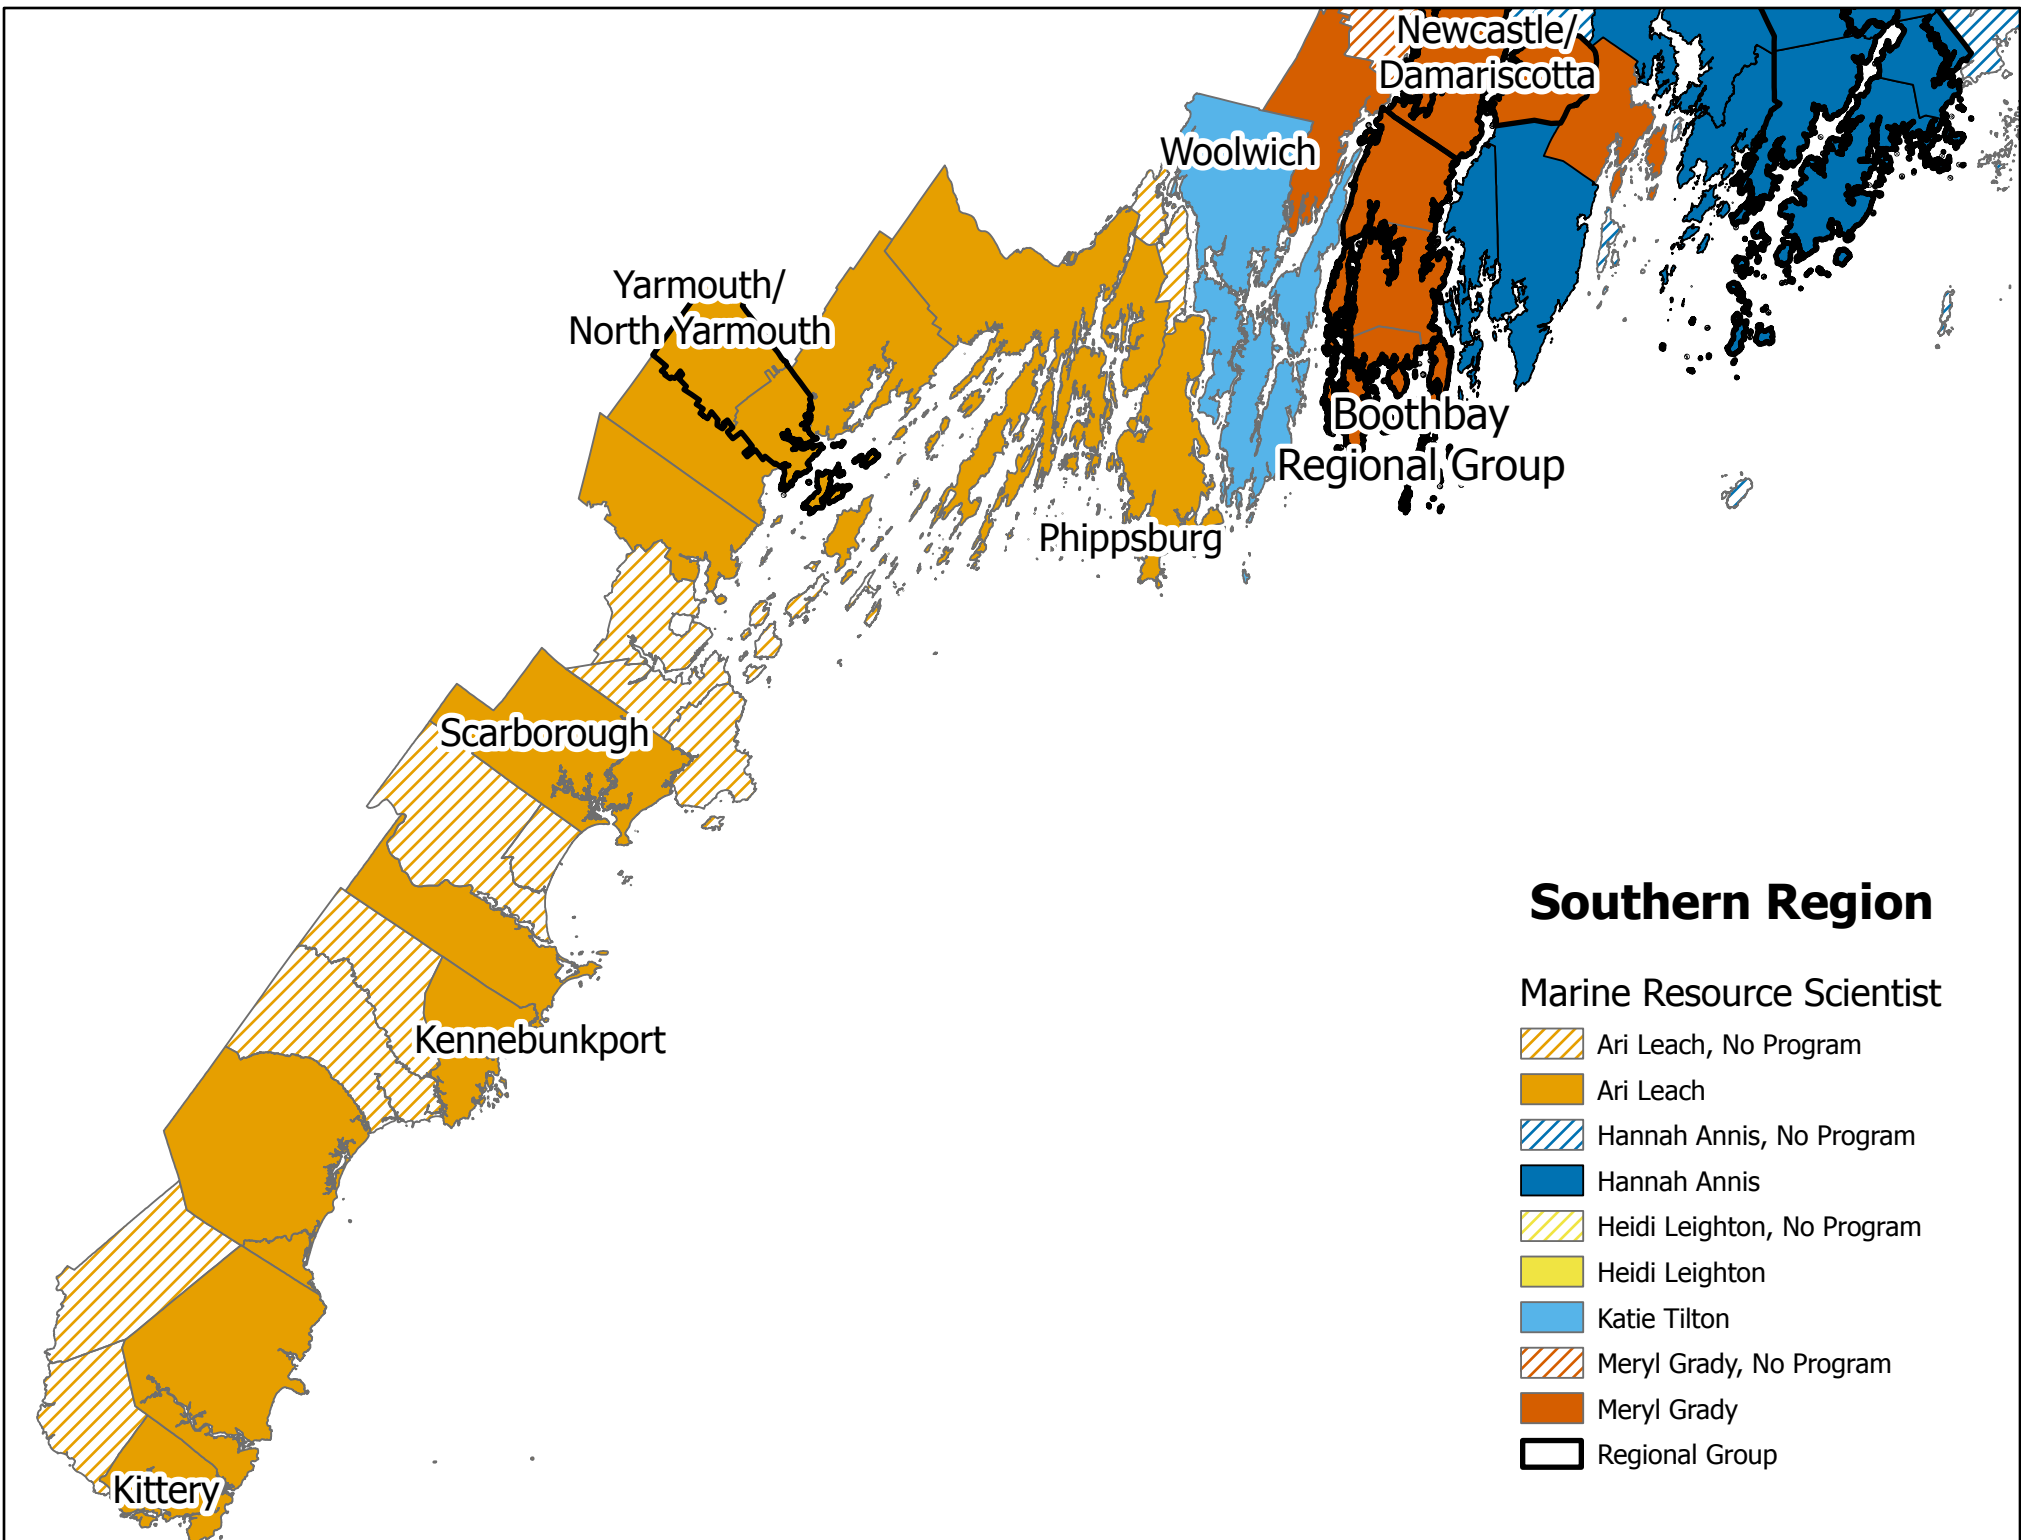 Newcastle/
Damariscotta
Woolwich
Yarmouth/
North Yarmouth
Boothbay
Regional Group
Phippsburg
Scarborough
Kennebunkport
Kittery
Southern Region
Marine Resource Scientist
Ari Leach, No Program
Ari Leach
Hannah Annis, No Program
Hannah Annis
Heidi Leighton, No Program
Heidi Leighton
Katie Tilton
Meryl Grady, No Program
Meryl Grady
Regional Group